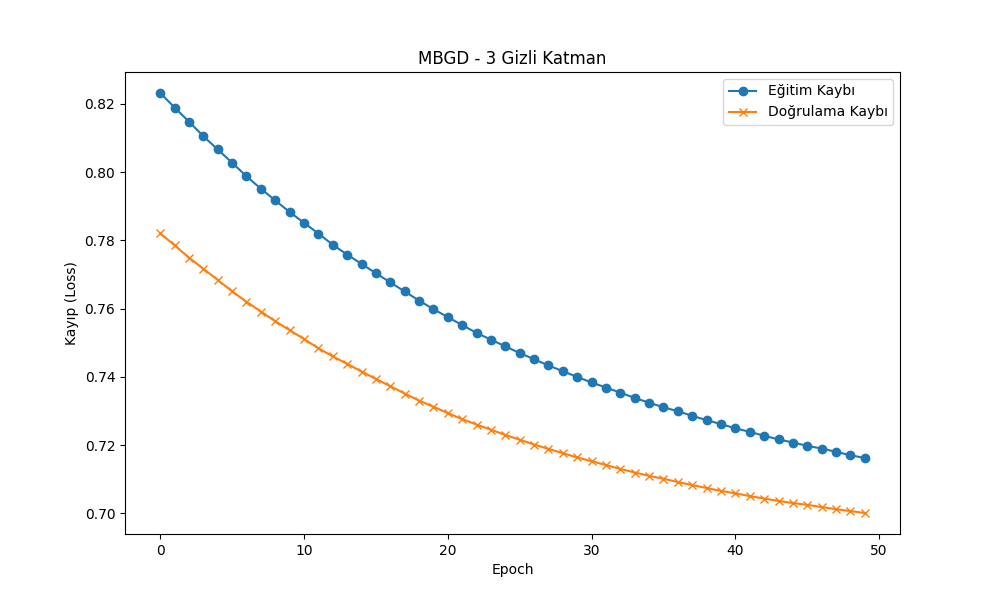 MBGD - 3 Gizli Katman
Eğitim Kaybı
Doğrulama Kaybı
Kayıp (Loss)
0.82
0.80
0.78
0.76
0.74
0.72
0.70
0 10 20 30 40 50
Epoch